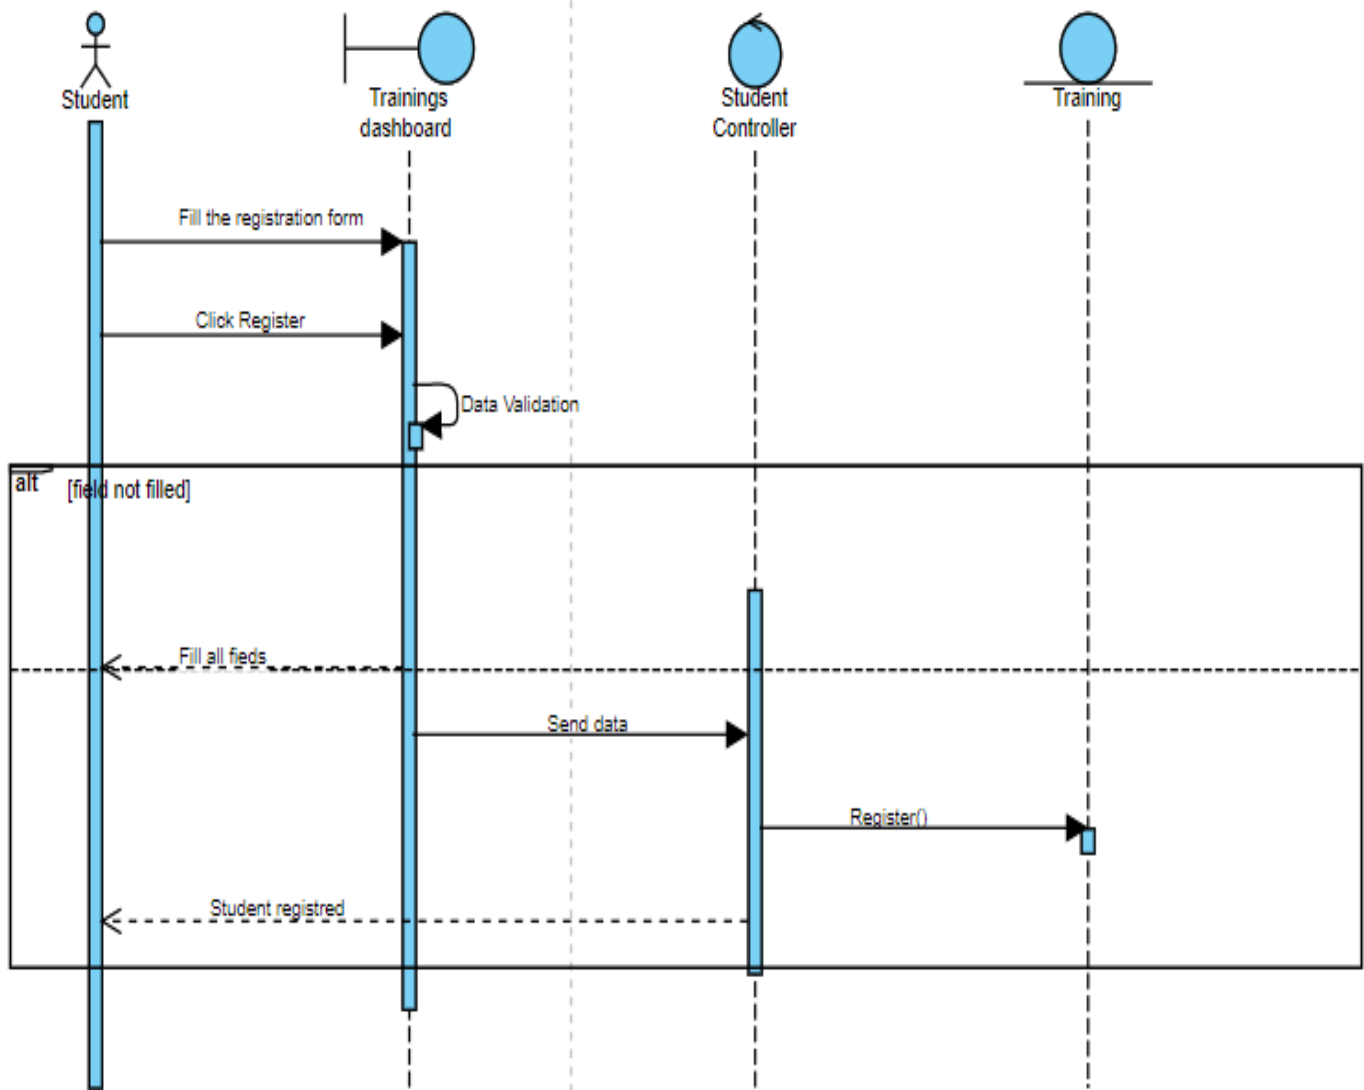 Student
Trainings
dashboard
Student
Controller
Training
Fill the registration form
Click Register
Data Validation
alt
[field not filled]
Fill all fieds
Send data
Register()
Student registred